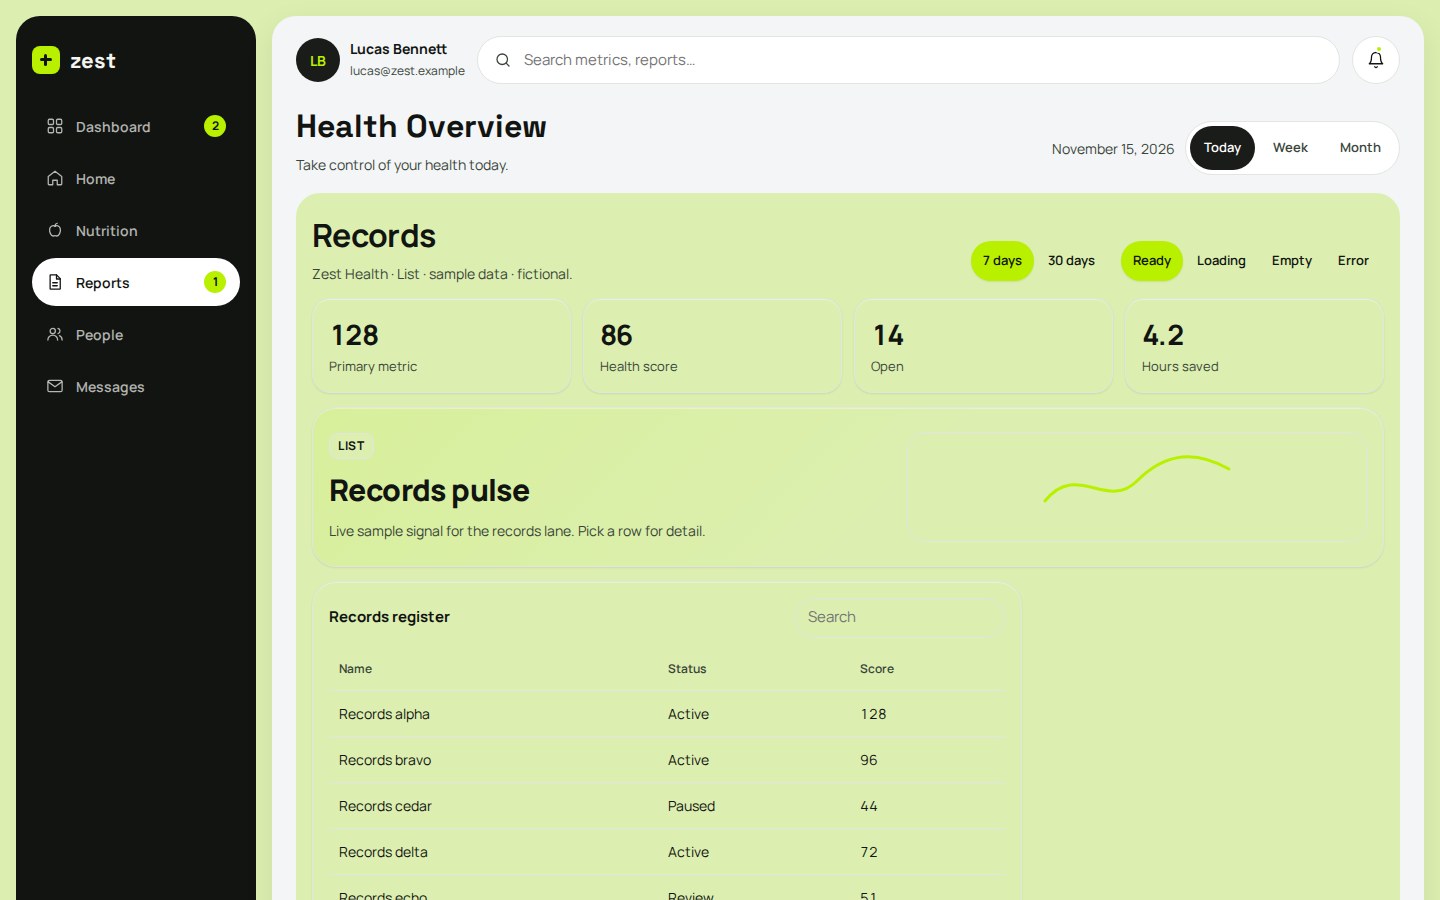 zest
Dashboard 2
Home
Nutrition
Reports 1
People
Messages
LB
Lucas Bennett
lucas@zest.example
Search metrics, reports...
Health Overview
Take control of your health today.
November 15, 2026
Today Week Month
Records
Zest Health · List · sample data · fictional.
7 days 30 days Ready Loading Empty Error
128
Primary metric
86
Health score
14
Open
4.2
Hours saved
LIST
Records pulse
Live sample signal for the records lane. Pick a row for detail.
Records register
Search
Name Status Score
Records alpha Active 128
Records bravo Active 96
Records cedar Paused 44
Records delta Active 72
Records echo Review 51